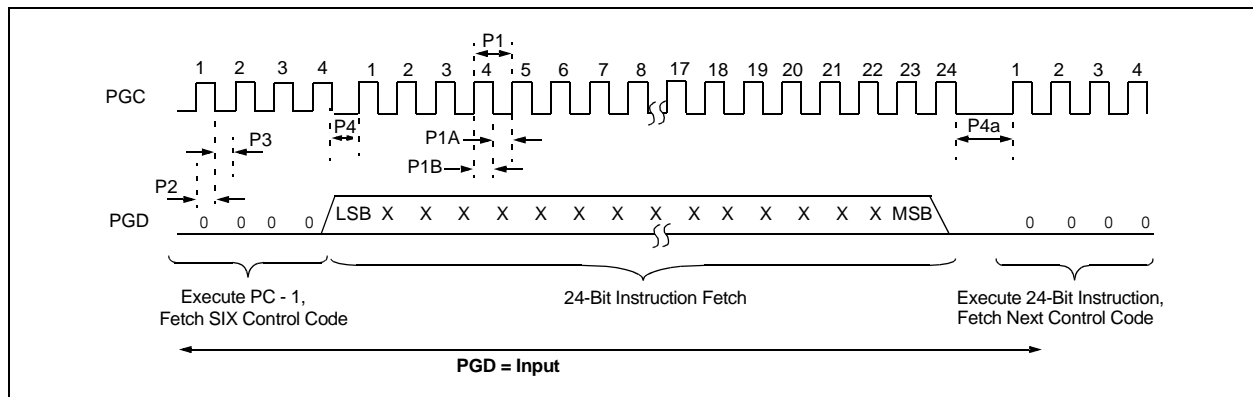 P1
1 2 3 4 1 2 3 4 5 6 7 8 17 18 19 20 21 22 23 24 1 2 3 4
PGC
P4 P4a
P3 P1A
P1B
P2
PGD 0 0 0 0 LSB X X X X X X X X X X X X X X MSB 0 0 0 0
Execute PC - 1,
Fetch SIX Control Code
24-Bit Instruction Fetch
Execute 24-Bit Instruction,
Fetch Next Control Code
PGD = Input